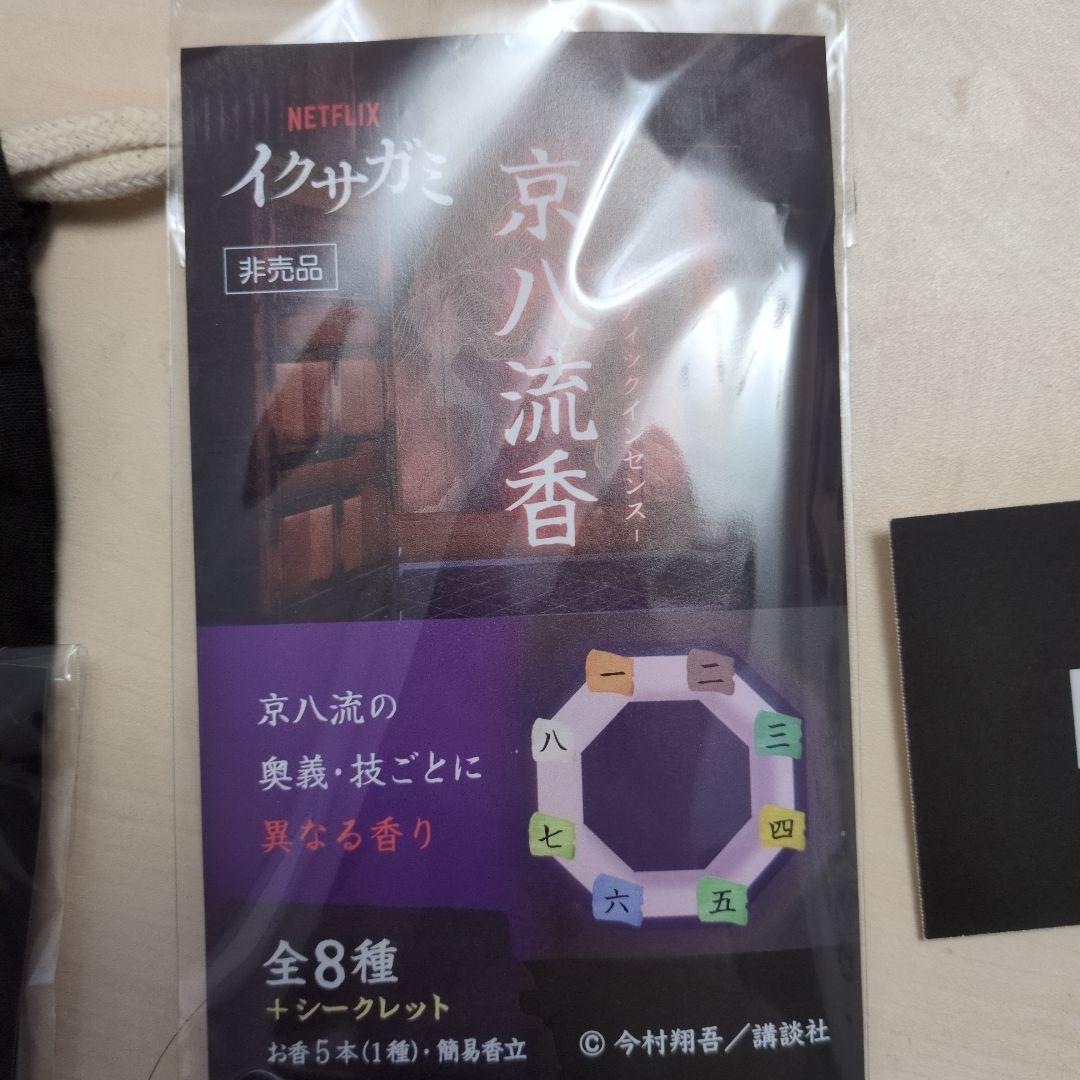 NETFLIX
イクサガミ
非売品
京八流香
ィックインセンス-
京八流の
奥義・技ごとに
異なる香り
一
二
三
四
五
六
七
八
全8種
+シークレット
お香5本(1種)・簡易香立
© 今村翔吾/講談社